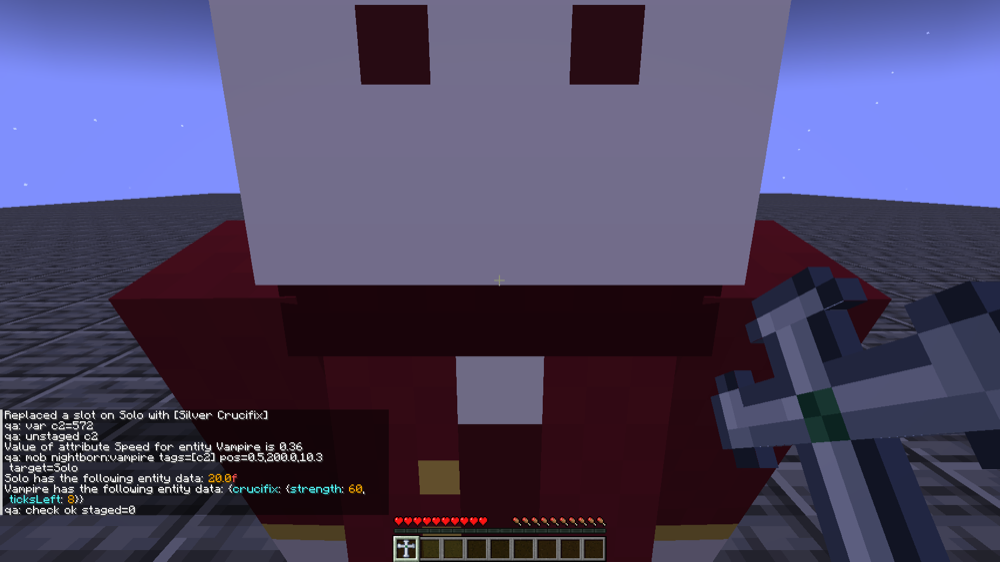 Replaced a slot on Solo with [Silver Crucifix]
qa: var c2=572
qa: unstaged c2
Value of attribute Speed for entity Vampire is 0.36
qa: mob nightborn:vampire tags=[c2] pos=0.5,200.0,10.3
target=Solo
Solo has the following entity data: 20.0f
Vampire has the following entity data: {crucifix: {strength: 60,
ticksLeft: 8}}
qa: check ok staged=0